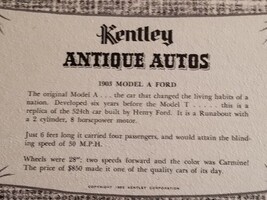 Kentley
ANTIQUE AUTOS
1903 MODEL A FORD
The original Model A . . . the car that changed the living habits of a
nation. Developed six years before the Model T . . . . . this is a
replica of the 524th car built by Henry Ford. It is a Runabout with
a 2 cylinder, 8 horsepower motor.
Just 6 feet long it carried four passengers, and would attain the blind-
ing speed of 30 M.P.H.
Wheels were 28"; two speeds forward and the color was Carmine!
The price of $850 made it one of the quality cars of its day.
COPYRIGHT KENTLEY CORPORATION